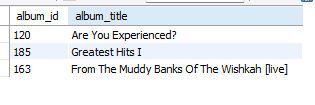 album_id album_title
120 Are You Experienced?
185 Greatest Hits I
163 From The Muddy Banks Of The Wishkah [live]